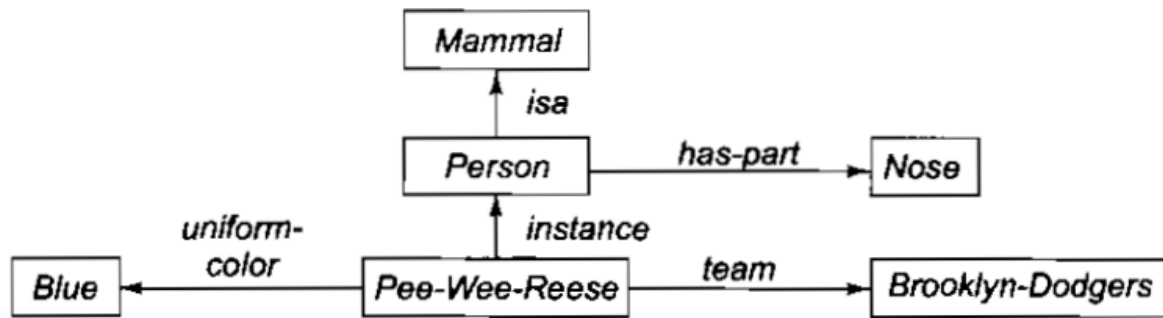 Mammal
isa
Person
has-part
Nose
uniform-
color
instance
team
Blue
Pee-Wee-Reese
Brooklyn-Dodgers